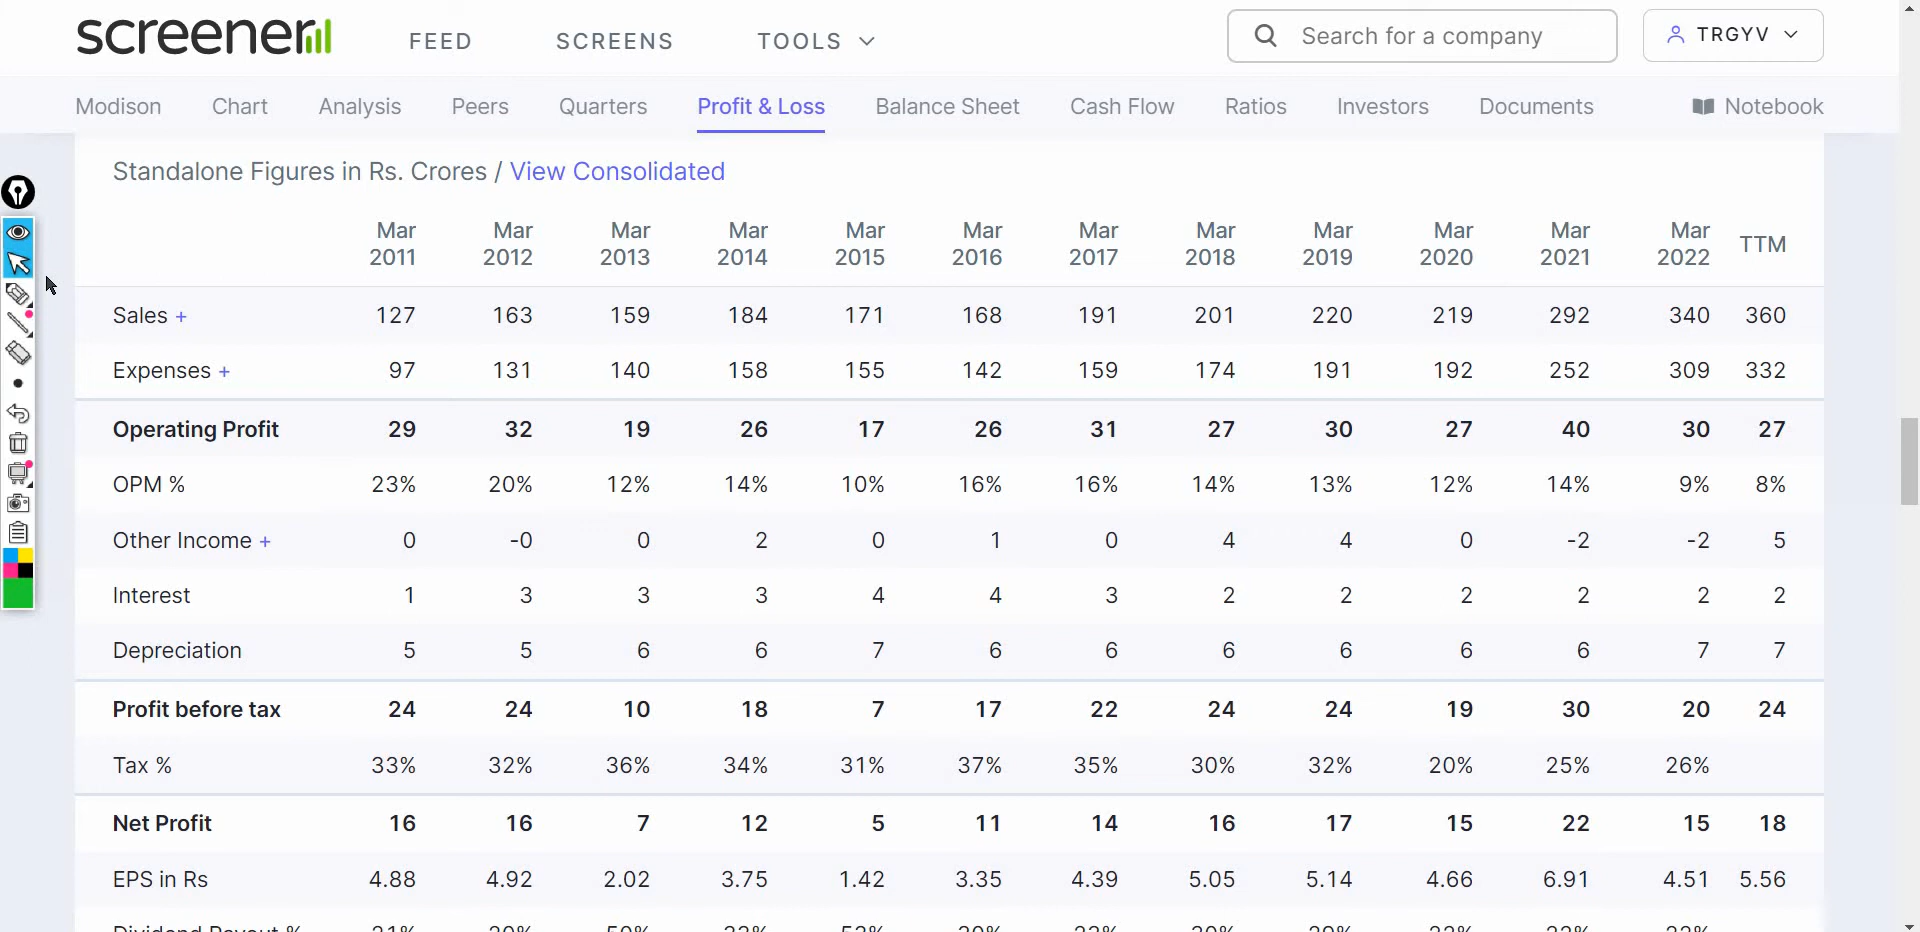 screener FEED SCREENS TOOLS Search for a company TRGYV
Modison Chart Analysis Peers Quarters Profit & Loss Balance Sheet Cash Flow Ratios Investors Documents Notebook
Standalone Figures in Rs. Crores / View Consolidated
Mar 2011 Mar 2012 Mar 2013 Mar 2014 Mar 2015 Mar 2016 Mar 2017 Mar 2018 Mar 2019 Mar 2020 Mar 2021 Mar 2022 TTM
Sales + 127 163 159 184 171 168 191 201 220 219 292 340 360
Expenses + 97 131 140 158 155 142 159 174 191 192 252 309 332
Operating Profit 29 32 19 26 17 26 31 27 30 27 40 30 27
OPM % 23% 20% 12% 14% 10% 16% 16% 14% 13% 12% 14% 9% 8%
Other Income + 0 -0 0 2 0 1 0 4 4 0 -2 -2 5
Interest 1 3 3 3 4 4 3 2 2 2 2 2 2
Depreciation 5 5 6 6 7 6 6 6 6 6 6 7 7
Profit before tax 24 24 10 18 7 17 22 24 24 19 30 20 24
Tax % 33% 32% 36% 34% 31% 37% 35% 30% 32% 20% 25% 26%
Net Profit 16 16 7 12 5 11 14 16 17 15 22 15 18
EPS in Rs 4.88 4.92 2.02 3.75 1.42 3.35 4.39 5.05 5.14 4.66 6.91 4.51 5.56
Dividend Payout %